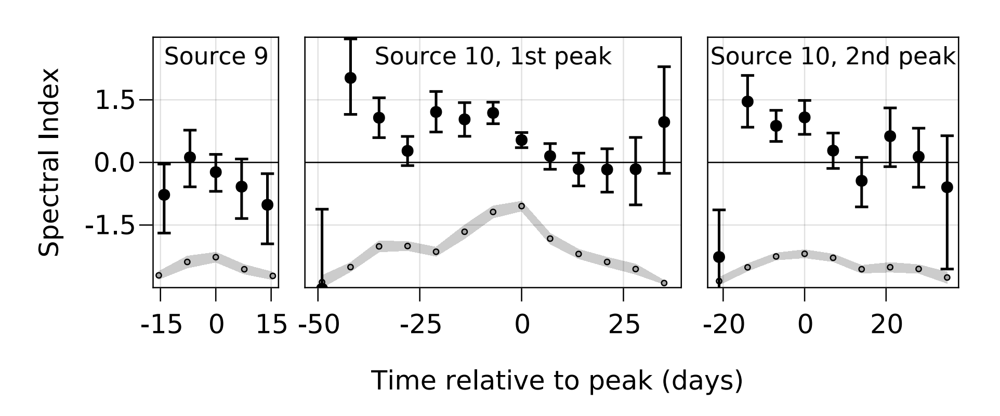 Source 9
Source 10, 1st peak
Source 10, 2nd peak
Spectral Index
1.5
0.0
-1.5
-15 0 15
-50 -25 0 25
-20 0 20
Time relative to peak (days)